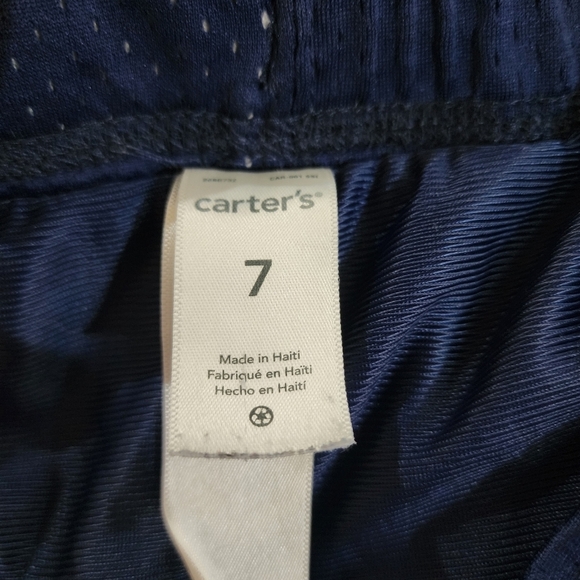 carter's®
7
Made in Haiti
Fabriqué en Haïti
Hecho en Haití